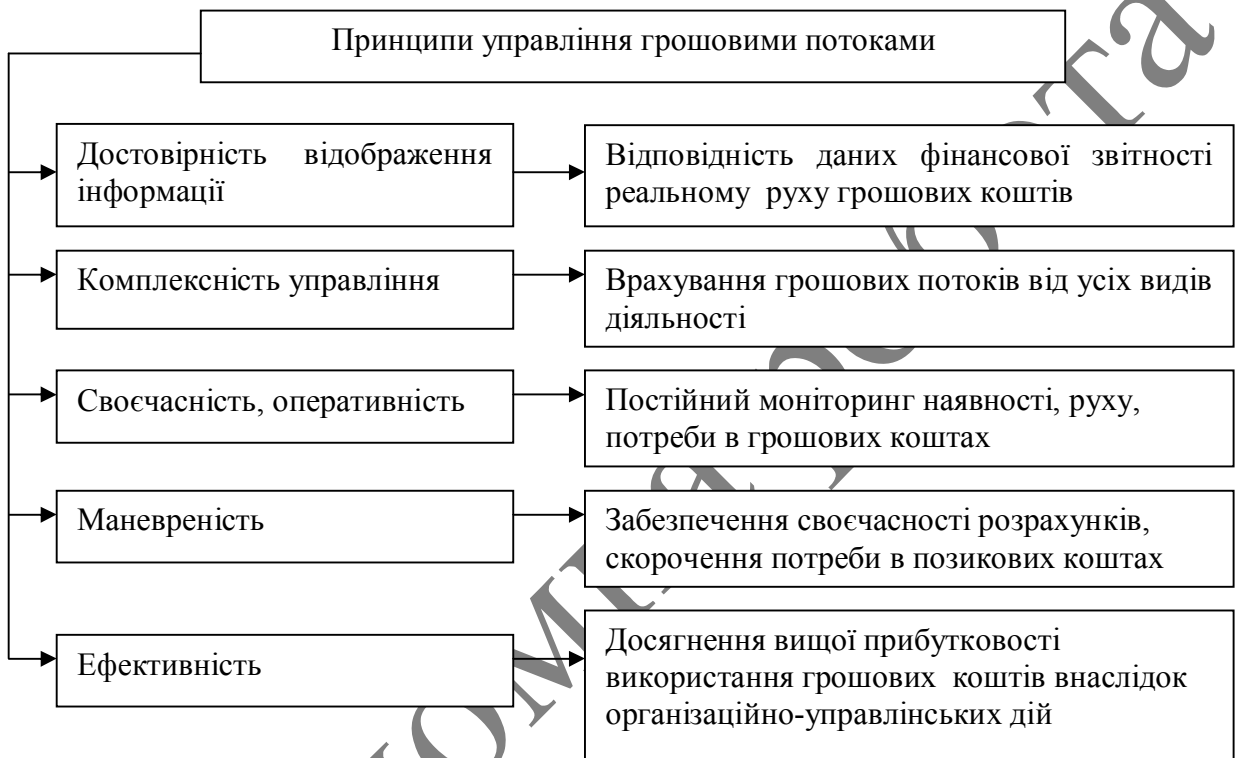 Принципи управління грошовими потоками
Достовірність відображення
інформації
Відповідність даних фінансової звітності
реальному руху грошових коштів
Комплексність управління
Врахування грошових потоків від усіх видів
діяльності
Своєчасність, оперативність
Постійний моніторинг наявності, руху,
потреби в грошових коштах
Маневреність
Забезпечення своєчасності розрахунків,
скорочення потреби в позикових коштах
Ефективність
Досягнення вищої прибутковості
використання грошових коштів внаслідок
організаційно-управлінських дій